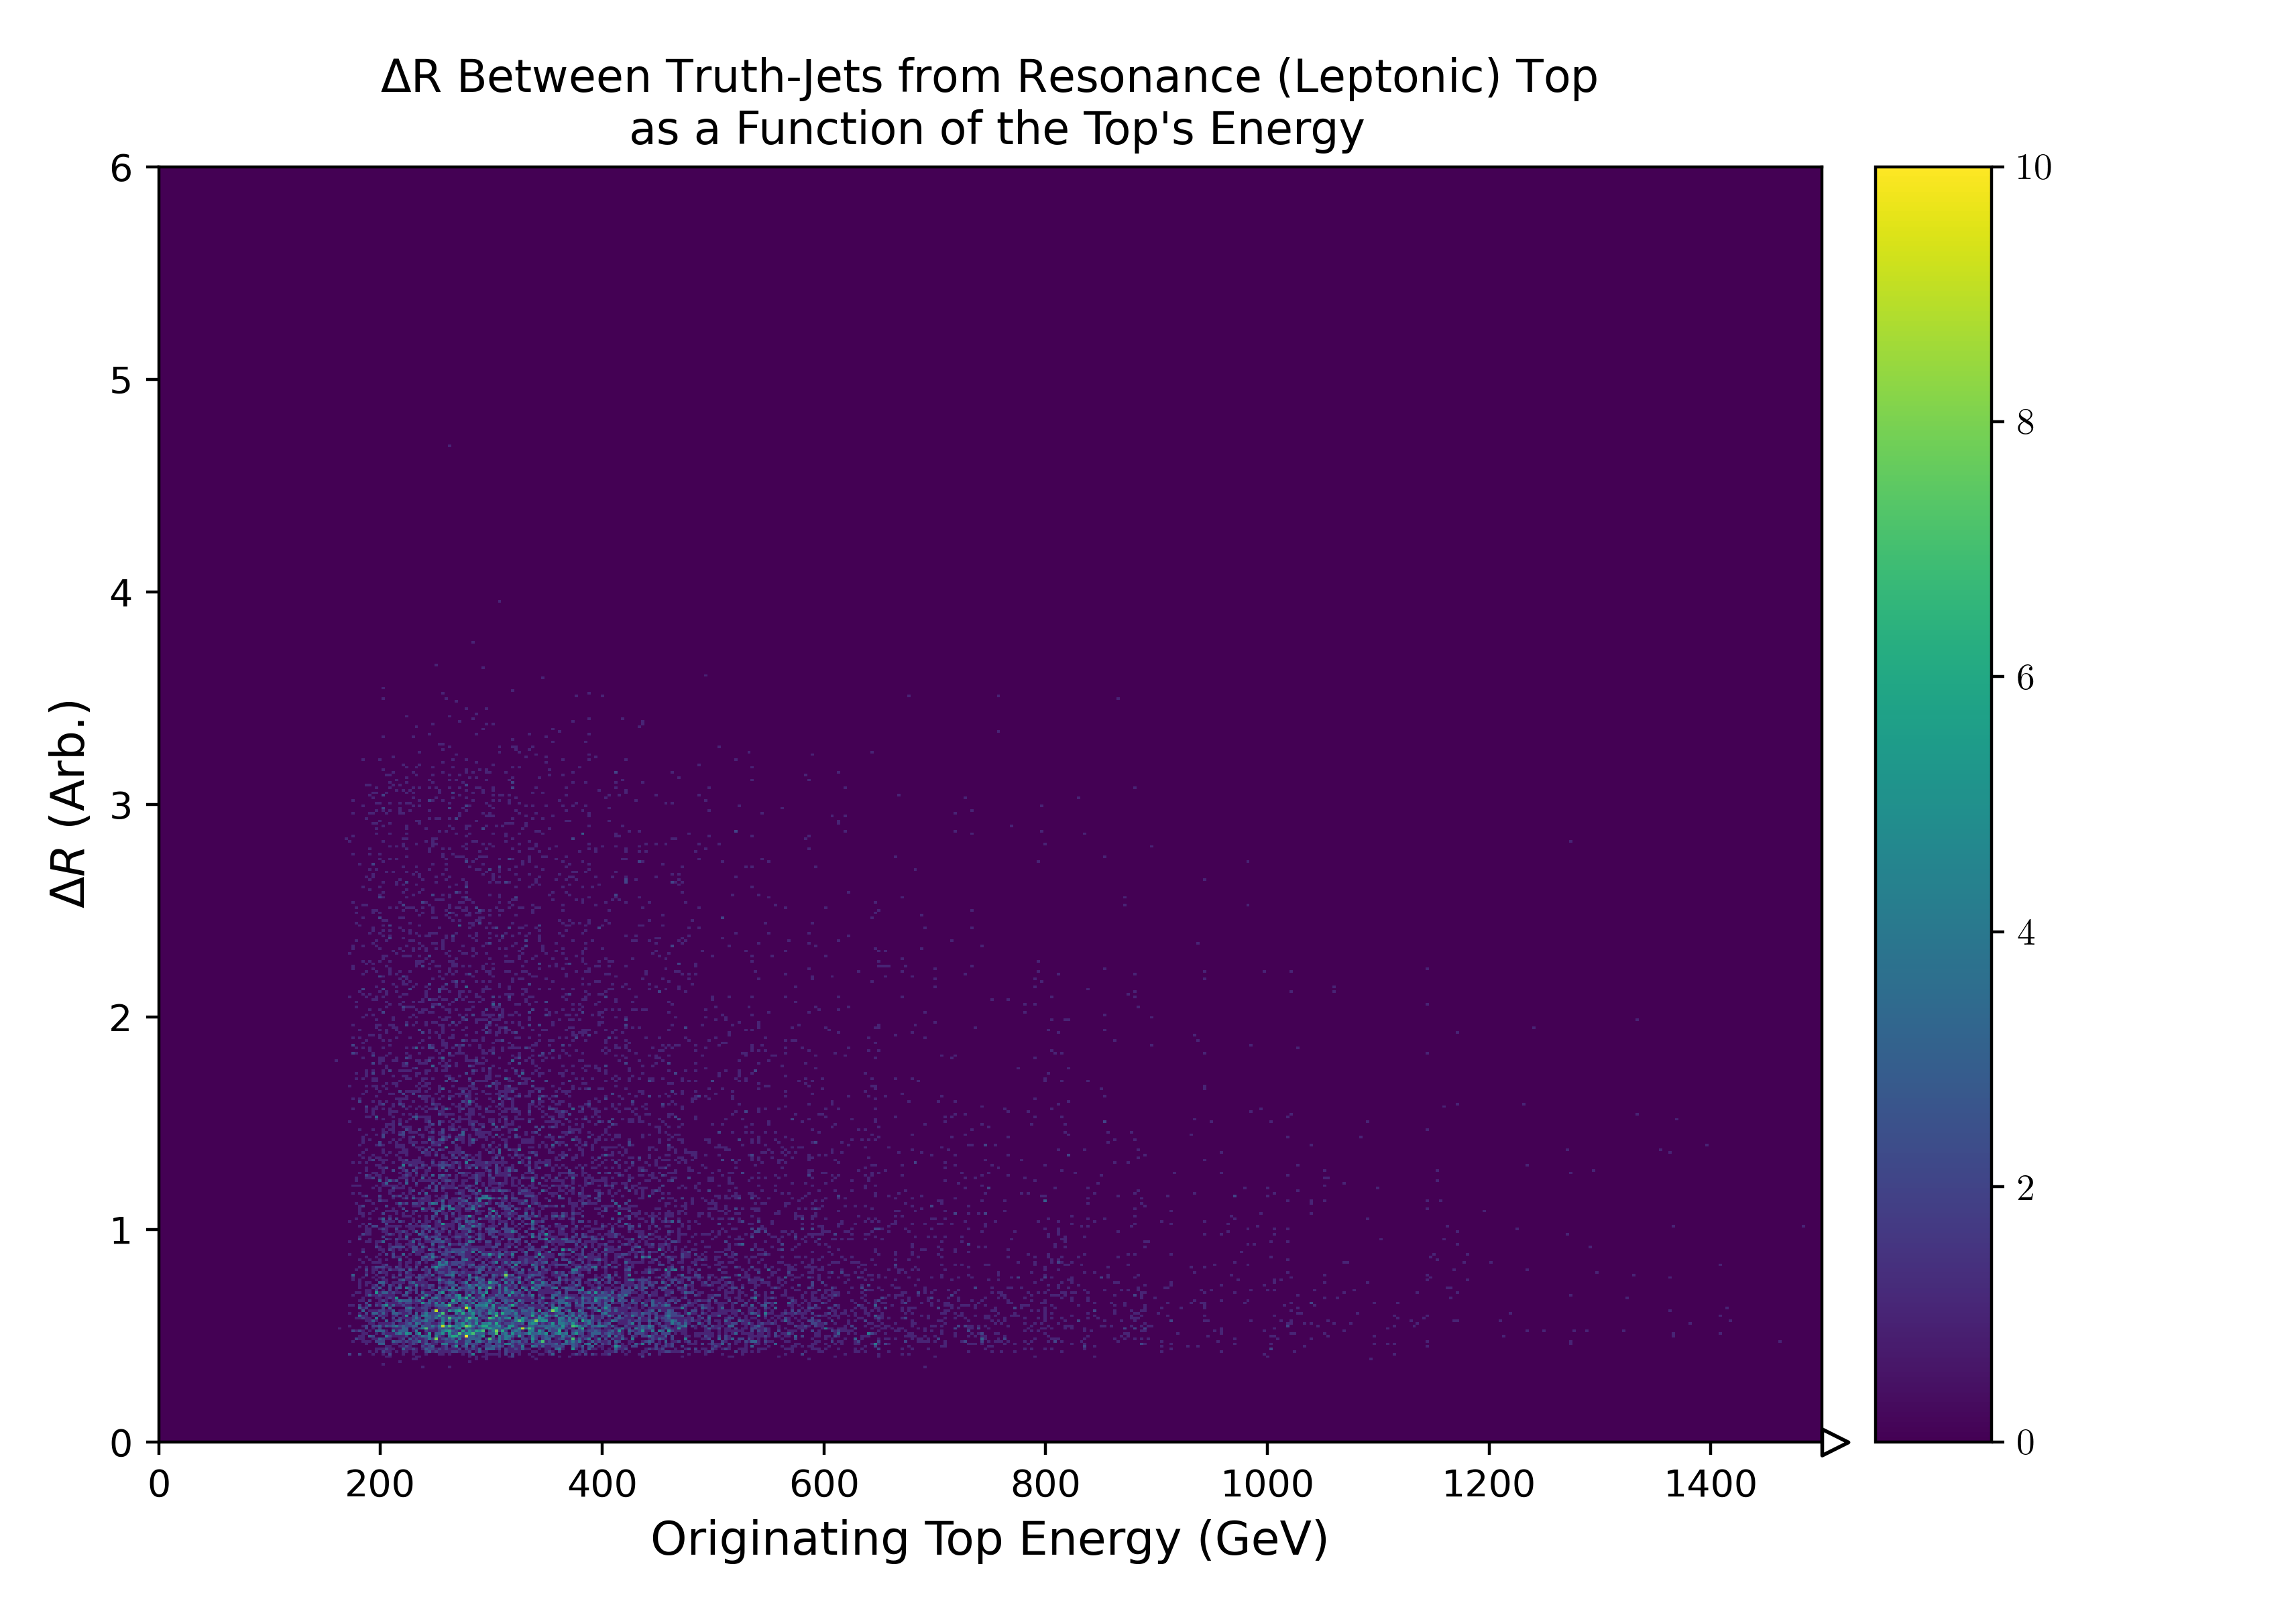 ΔR Between Truth-Jets from Resonance (Leptonic) Top
as a Function of the Top's Energy
6
5
4
3
2
1
0
ΔR (Arb.)
0 200 400 600 800 1000 1200 1400
Originating Top Energy (GeV)
10
8
6
4
2
0